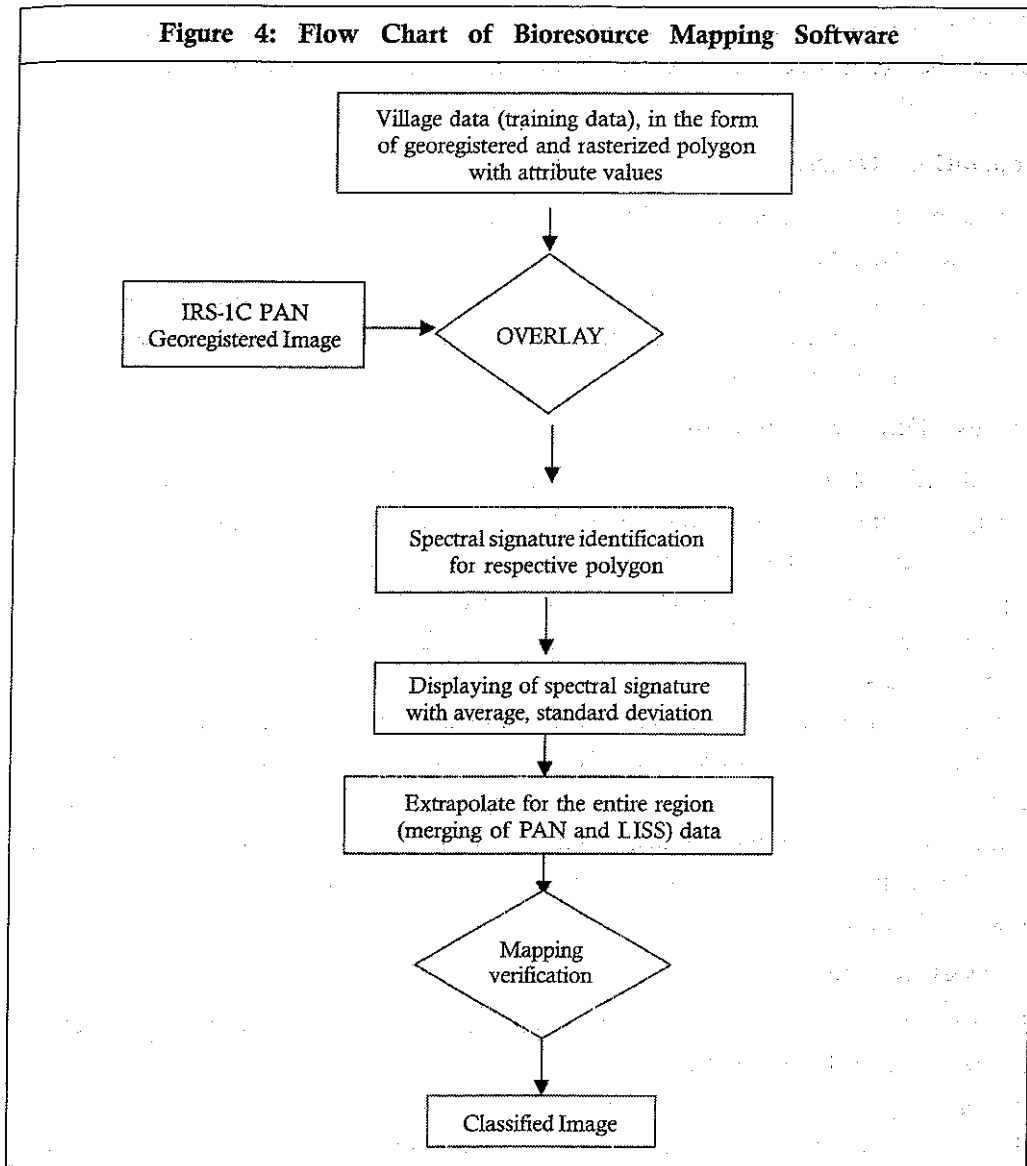 Figure 4: Flow Chart of Bioresource Mapping Software
Village data (training data), in the form
of georegistered and rasterized polygon
with attribute values
IRS-1C PAN
Georegistered Image
OVERLAY
Spectral signature identification
for respective polygon
Displaying of spectral signature
with average, standard deviation
Extrapolate for the entire region
(merging of PAN and LISS) data
Mapping
verification
Classified Image